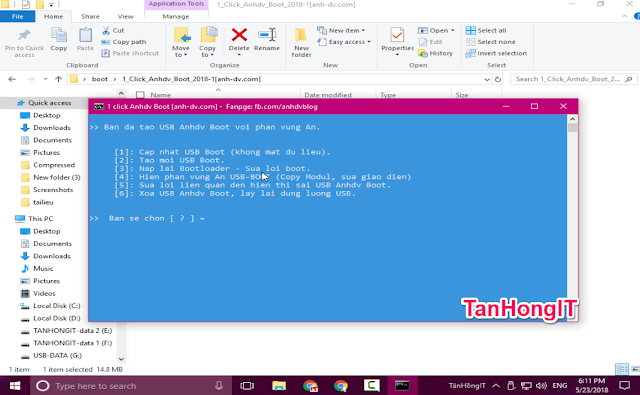 Application Tools
1_Click_Anhdv_Boot_2018-1[anh-dv.com]
File
Home
Share
View
Manage
Pin to Quick access
Copy
Paste
Cut
Copy path
Paste shortcut
Clipboard
Move to
Copy to
Delete
Rename
Organize
New folder
New item
Easy access
New
Properties
Open
Edit
History
Open
Select all
Select none
Invert selection
Select
boot
1_Click_Anhdv_Boot_2018-1[anh-dv.com]
Search 1_Click_Anhdv_Boot_2...
Name
Date modified
Type
Size
Quick access
Desktop
Downloads
Documents
Pictures
Compressed
New folder (3)
Screenshots
tailieu
This PC
Desktop
Documents
Downloads
Music
Pictures
Videos
Local Disk (C:)
Local Disk (D:)
TANHONGIT-data 2 (E:)
TANHONGIT-data 1 (F:)
USB-DATA (G:)
1 click Anhdv Boot [anh-dv.com] - Fanpge: fb.com/anhdvblog
>> Ban da tao USB Anhdv Boot voi phan vung An.
[1]: Cap nhat USB Boot (khong mat du lieu).
[2]: Tao moi USB Boot.
[3]: Nap lai Bootloader - Sua loi boot.
[4]: Hien phan vung An USB-BOOT (Copy Modul, sua giao dien)
[5]: Sua loi lien quan den hien thi sai USB Anhdv Boot.
[6]: Xoa USB Anhdv Boot, lay lai dung luong USB.
>> Ban se chon [ ? ] =
TanHongIT
1 item
1 item selected 14.8 MB
Type here to search
TânHồngIT
6:11 PM
5/23/2018